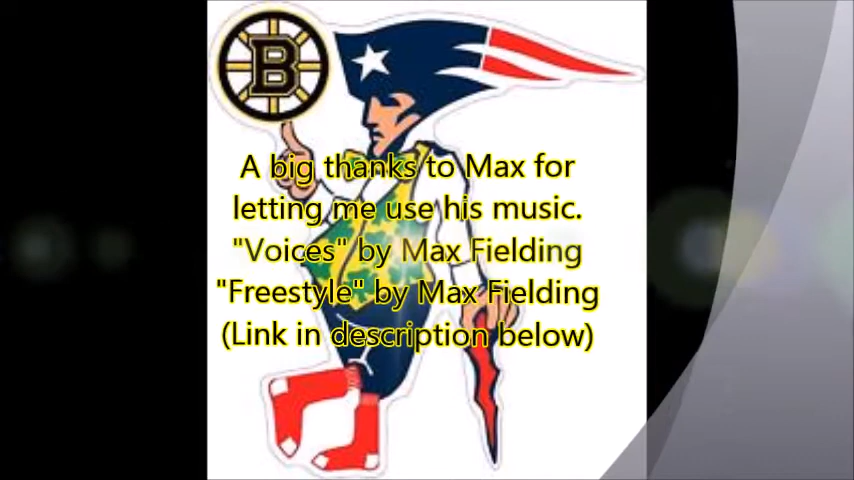 B
A big thanks to Max for
letting me use his music.
"Voices" by Max Fielding
"Freestyle" by Max Fielding
(Link in description below)